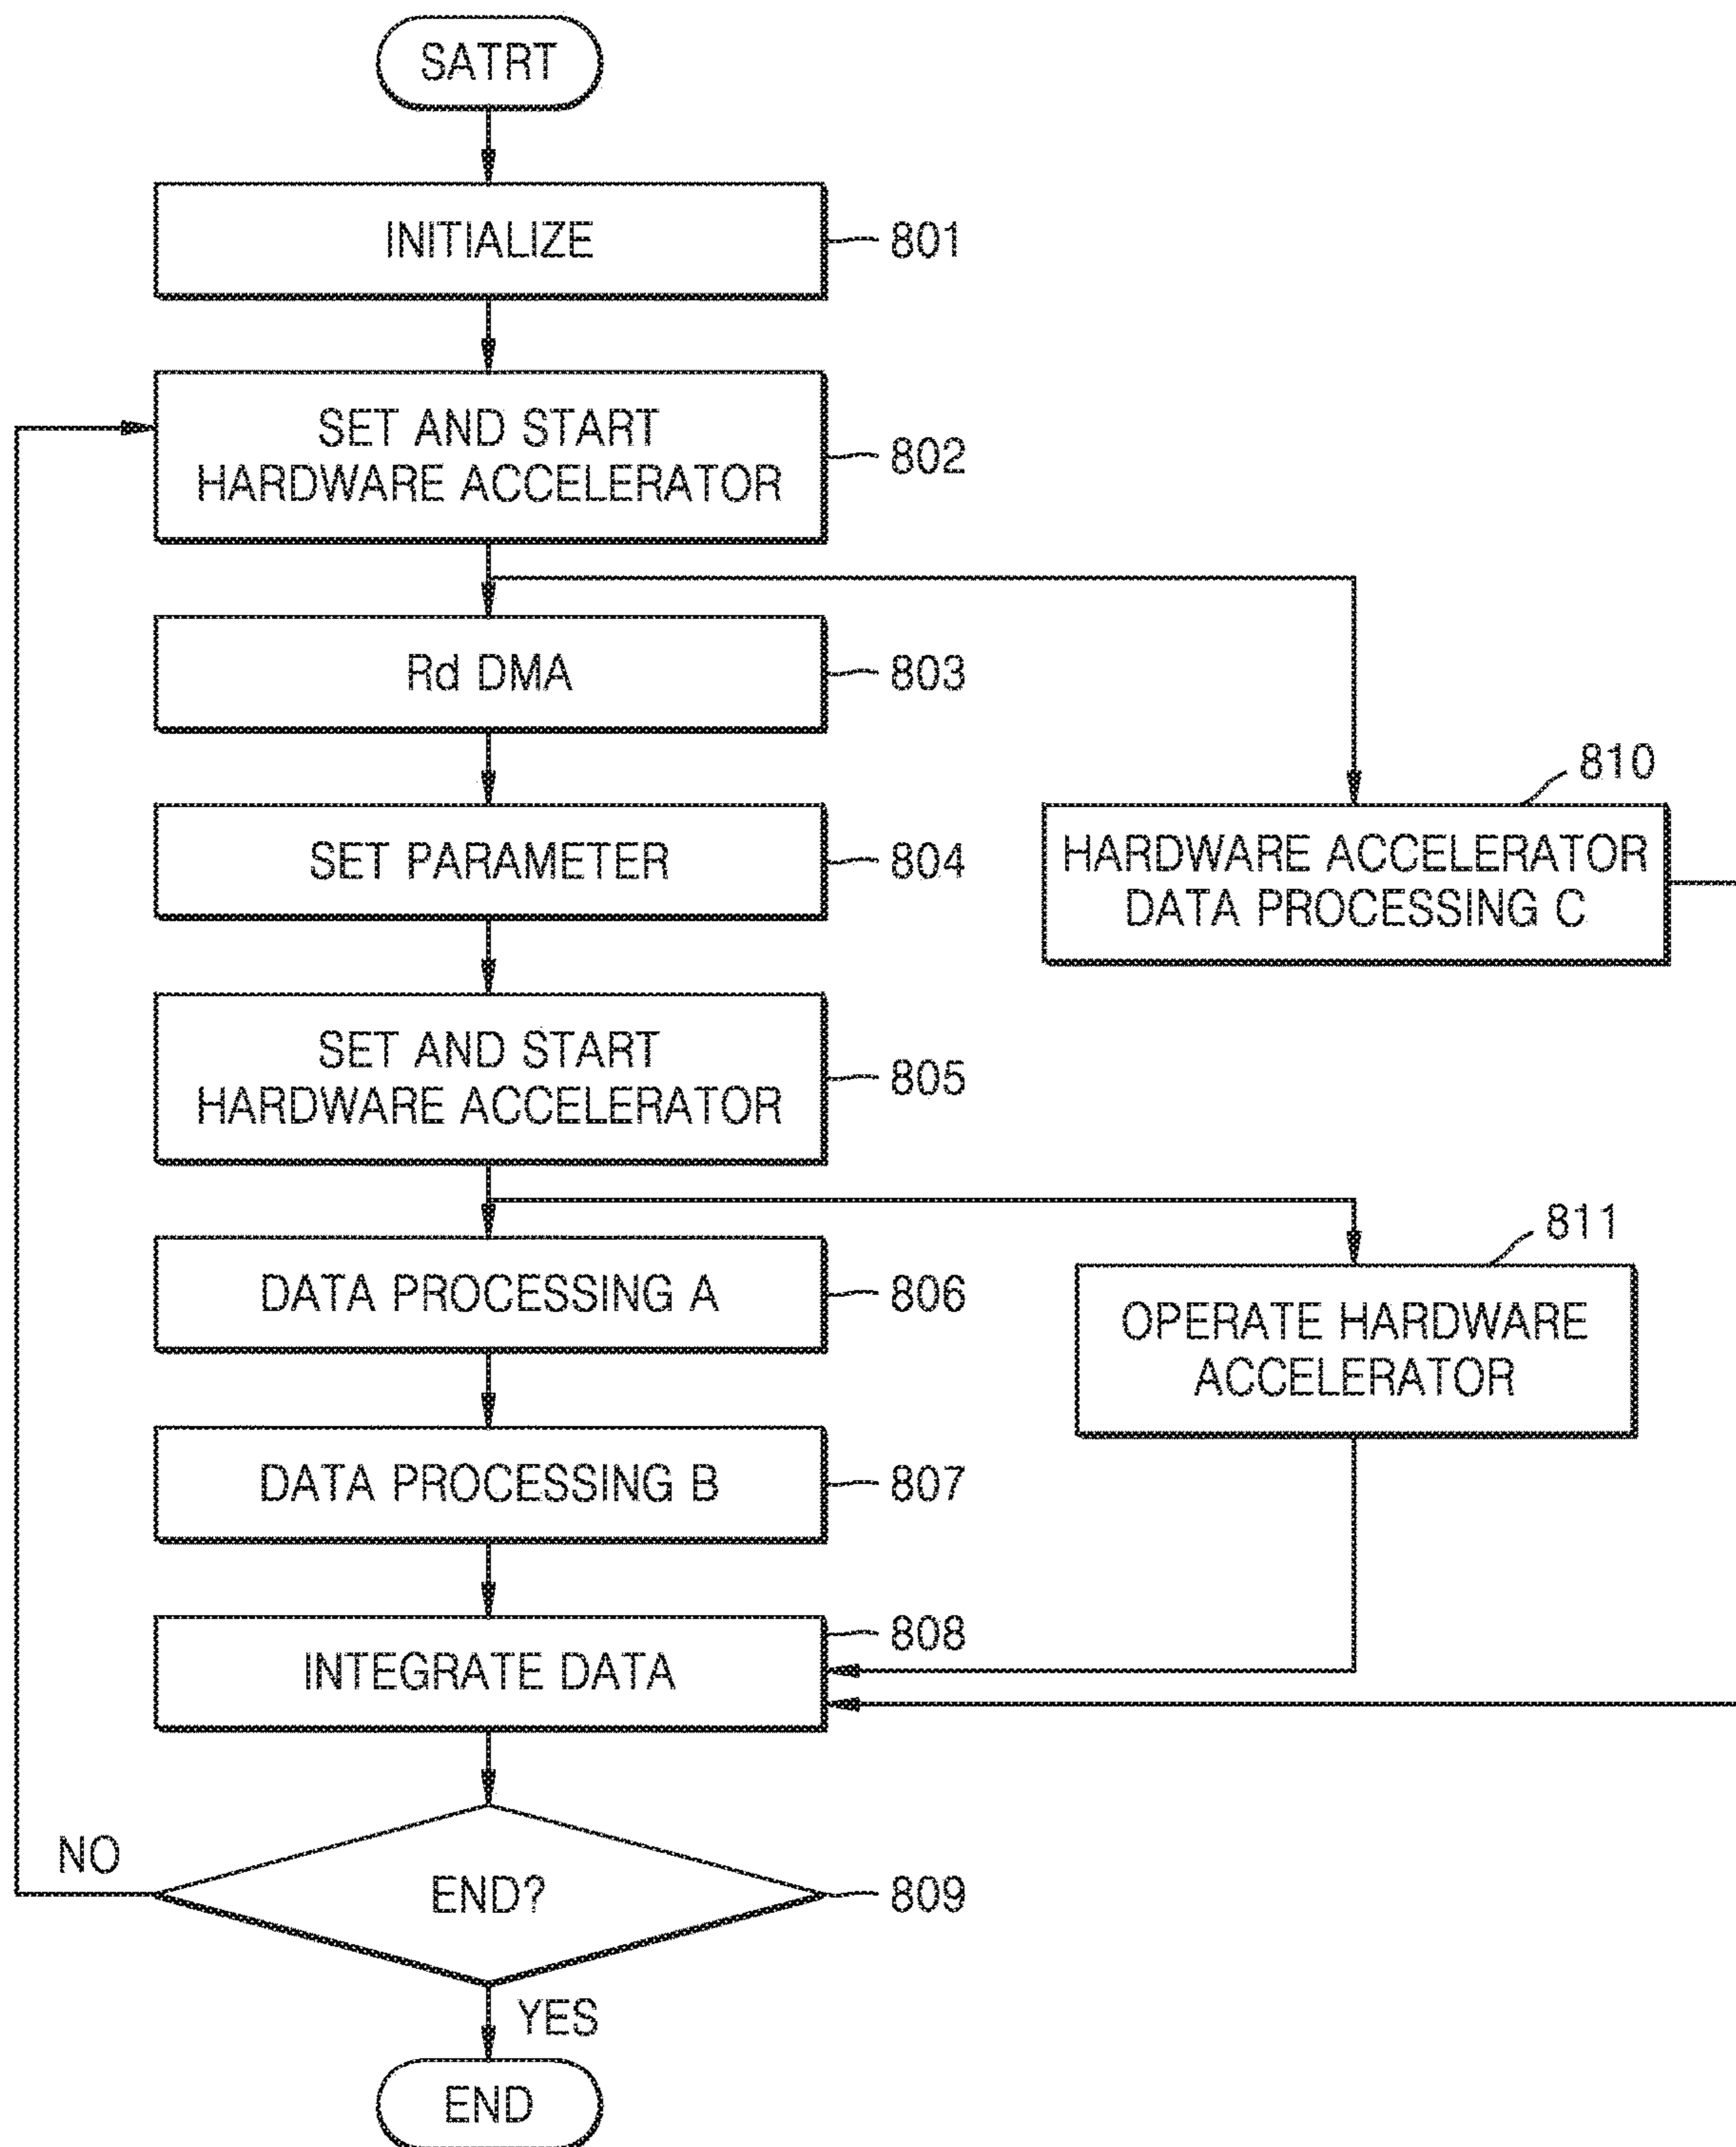 SATRT
INITIALIZE
801
SET AND START
HARDWARE ACCELERATOR
802
Rd DMA
803
SET PARAMETER
804
810
HARDWARE ACCELERATOR
DATA PROCESSING C
SET AND START
HARDWARE ACCELERATOR
805
DATA PROCESSING A
806
811
OPERATE HARDWARE
ACCELERATOR
DATA PROCESSING B
807
INTEGRATE DATA
808
NO
END?
809
YES
END